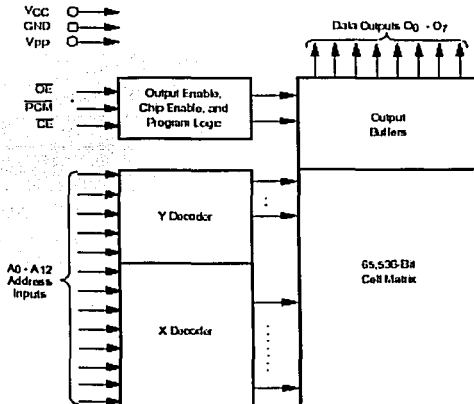 VCC
GND
VPP
Data Outputs O0 - O7
OE
PGM
CE
Output Enable,
Chip Enable, and
Program Logic
Output
Buffers
Y Decoder
A0 - A12
Address
Inputs
65,536-Bit
Cell Matrix
X Decoder